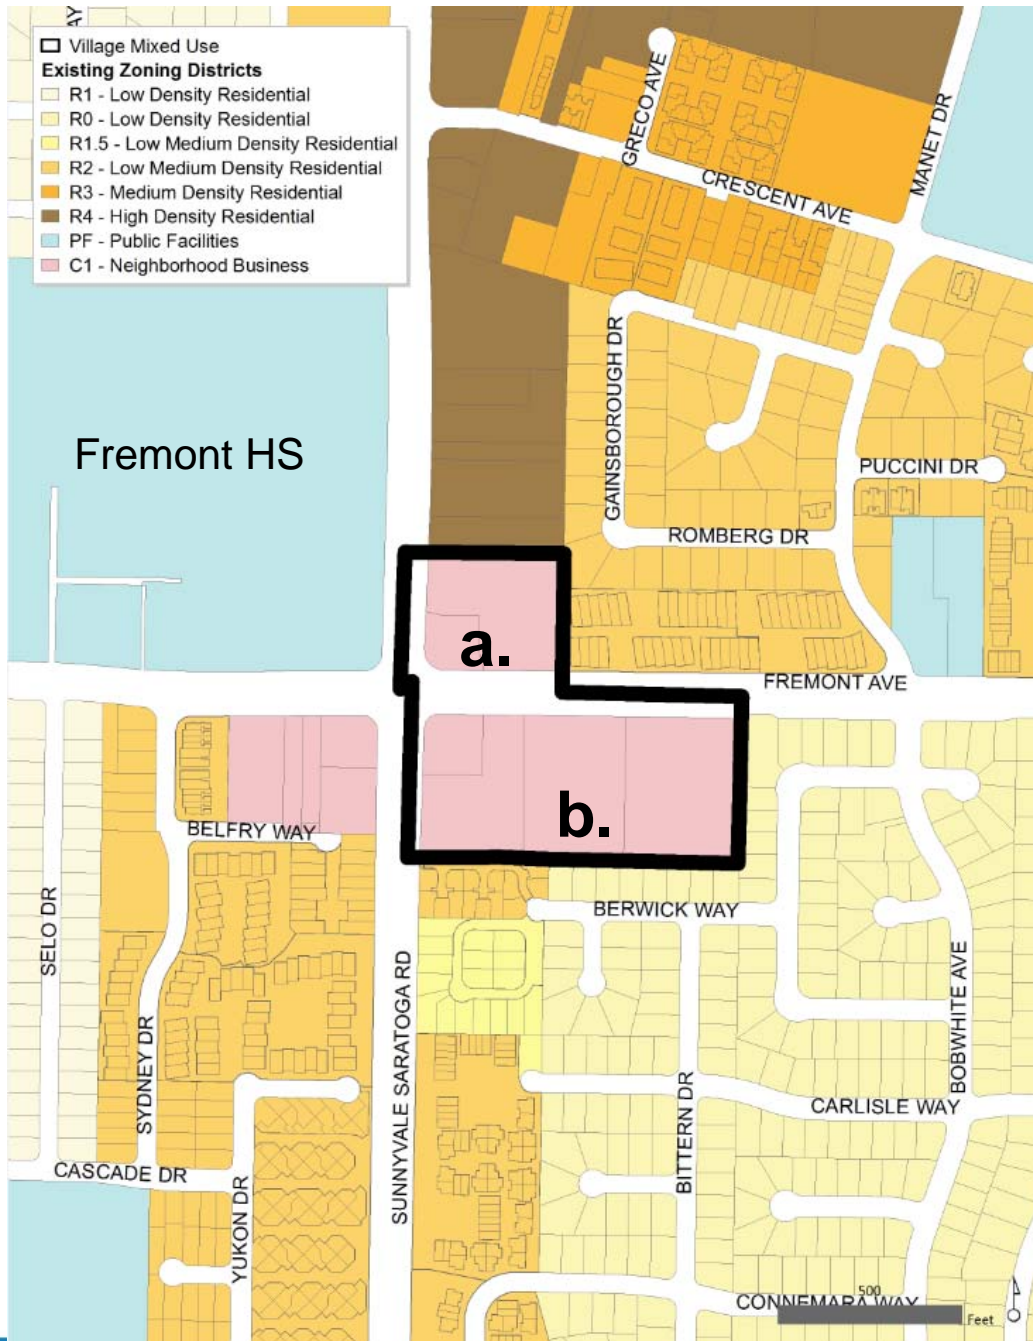 WAY
Village Mixed Use
Existing Zoning Districts
R1 - Low Density Residential
R0 - Low Density Residential
R1.5 - Low Medium Density Residential
R2 - Low Medium Density Residential
R3 - Medium Density Residential
R4 - High Density Residential
PF - Public Facilities
C1 - Neighborhood Business
GRECO AVE
MANET DR
CRESCENT AVE
GAINSBOROUGH DR
Fremont HS
PUCCINI DR
ROMBERG DR
a.
FREMONT AVE
b.
BELFRY WAY
BERWICK WAY
SELO DR
SYDNEY DR
SUNNYVALE SARATOGA RD
BOBWHITE AVE
BITTERN DR
CARLISLE WAY
CASCADE DR
YUKON DR
CONNEMARA WAY
500
Feet